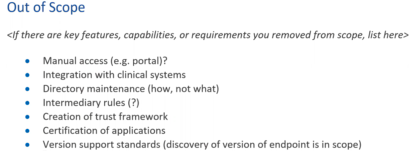 Out of Scope
<If there are key features, capabilities, or requirements you removed from scope, list here>
• Manual access (e.g. portal)?
• Integration with clinical systems
• Directory maintenance (how, not what)
• Intermediary rules (?)
• Creation of trust framework
• Certification of applications
• Version support standards (discovery of version of endpoint is in scope)